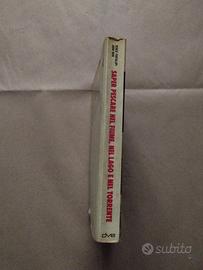 SAPER PESCARE NEL FIUME, NEL LAGO E NEL TORRENTE
dve
subito